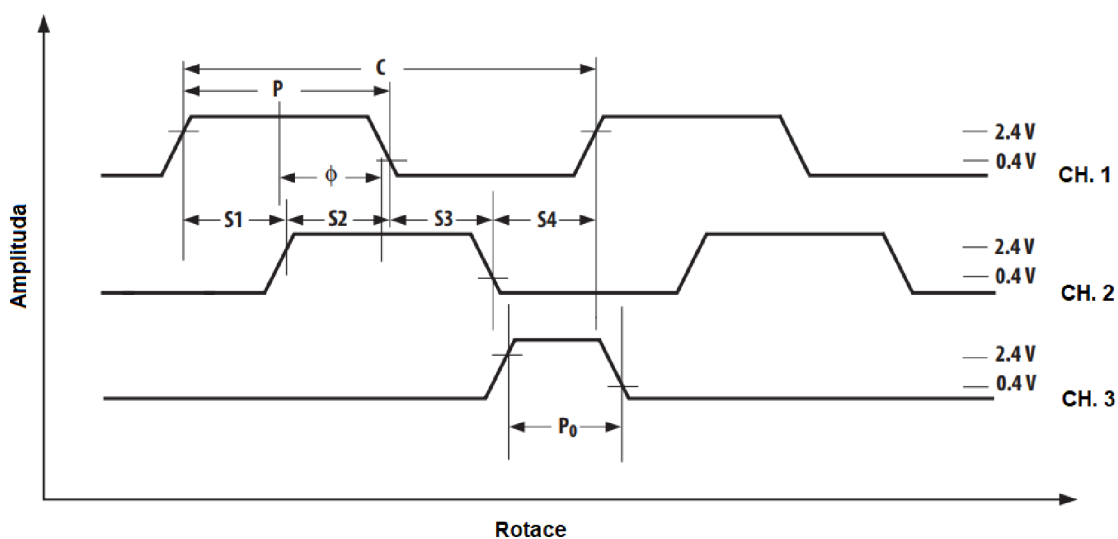 Amplituda
C
P
2.4 V
0.4 V
CH. 1
ϕ
S1 S2 S3 S4
2.4 V
0.4 V
CH. 2
2.4 V
0.4 V
CH. 3
P₀
Rotace